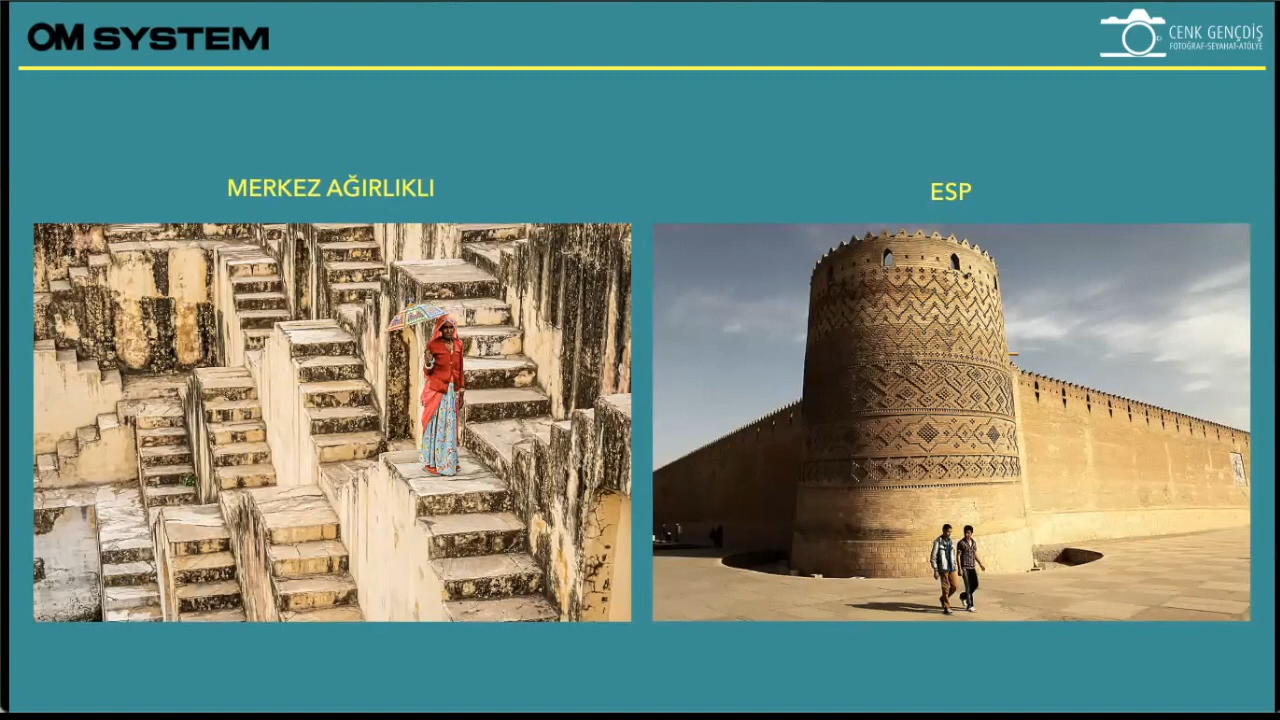 OM SYSTEM
CENK GENÇDİŞ
FOTOĞRAF-SEYAHAT-ATÖLYE
MERKEZ AĞIRLIKLI
ESP